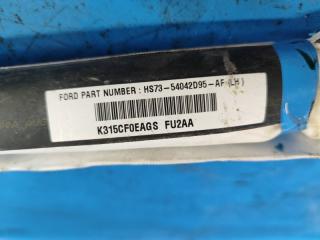 FORD PART NUMBER : HS73-54042D95-AF (LH)
K315CF0EAGS FU2AA